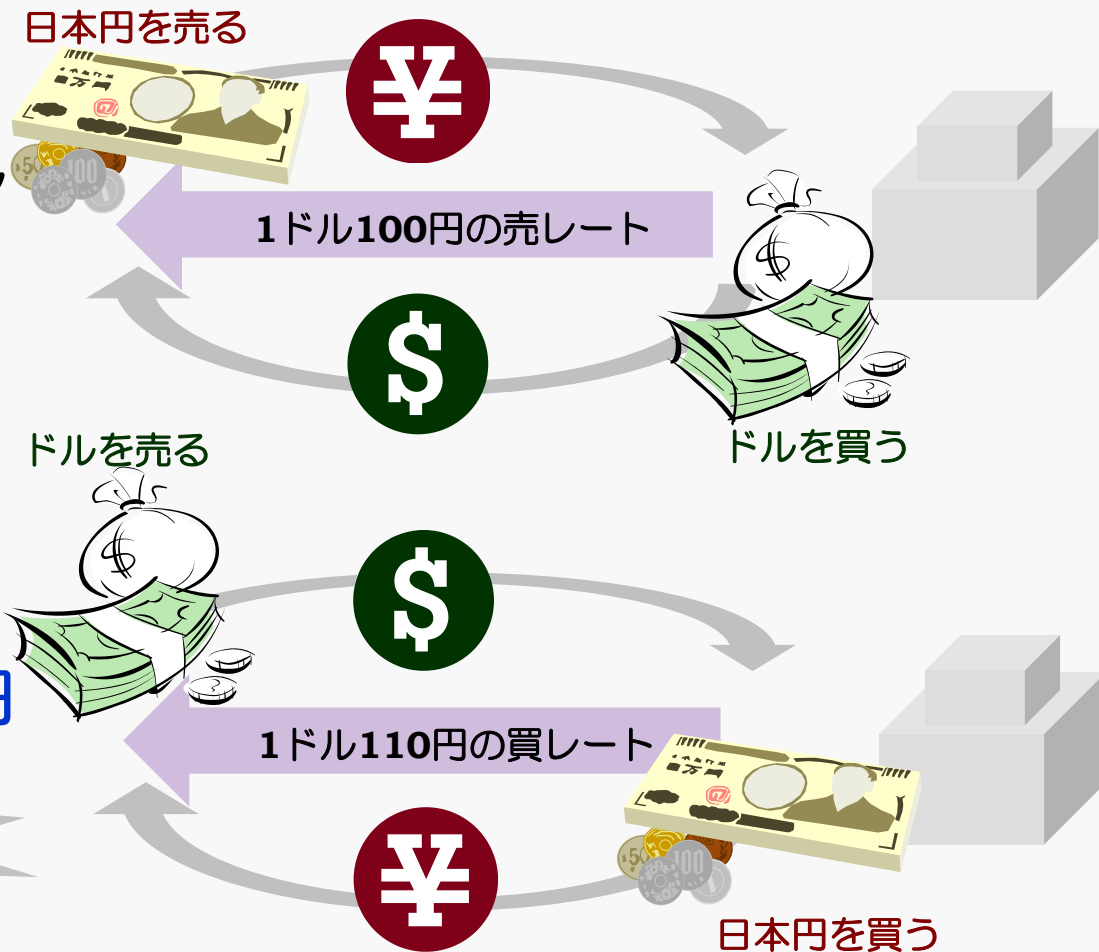 日本円を売る
¥
1ドル100円の売レート
$
ドルを買う
ドルを売る
$
1ドル110円の買レート
¥
日本円を買う